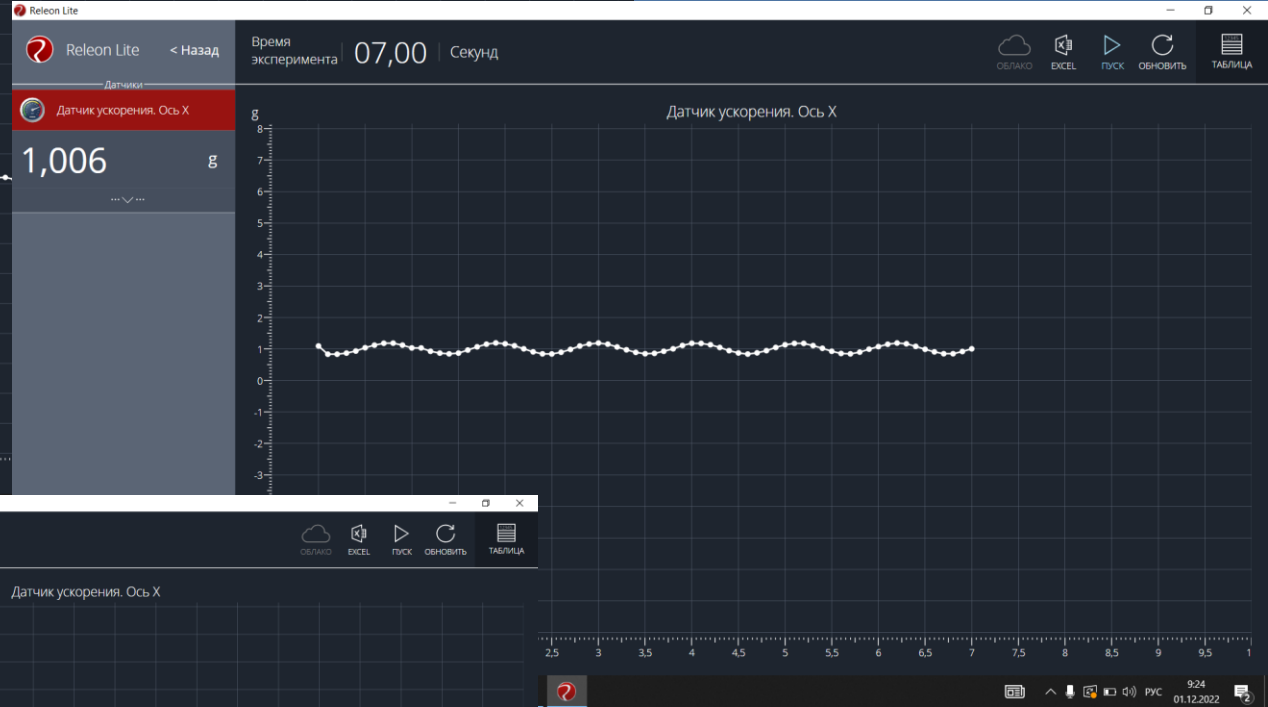 Releon Lite
Releon Lite
< Назад
Время
эксперимента
07,00
Секунд
ОБЛАКО
EXCEL
ПУСК
ОБНОВИТЬ
ТАБЛИЦА
Датчики
Датчик ускорения. Ось X
1,006
g
g
Датчик ускорения. Ось X
8
7
6
5
4
3
2
1
0
-1
-2
-3
ОБЛАКО
EXCEL
ПУСК
ОБНОВИТЬ
ТАБЛИЦА
Датчик ускорения. Ось X
2,5 3 3,5 4 4,5 5 5,5 6 6,5 7 7,5 8 8,5 9 9,5 1
РУС
9:24
01.12.2022
2